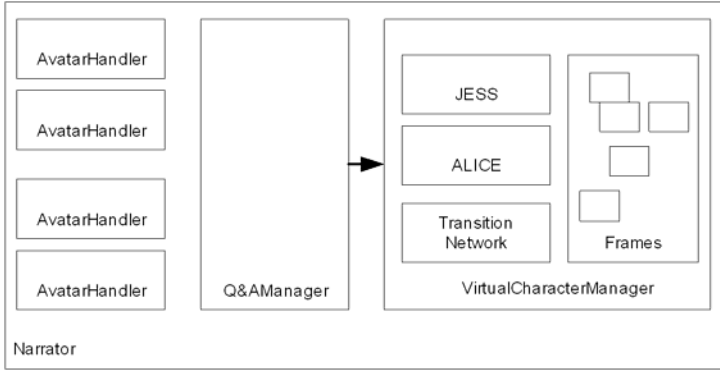 AvatarHandler
AvatarHandler
AvatarHandler
AvatarHandler
Q&AManager
JESS
ALICE
Transition
Network
Frames
VirtualCharacterManager
Narrator